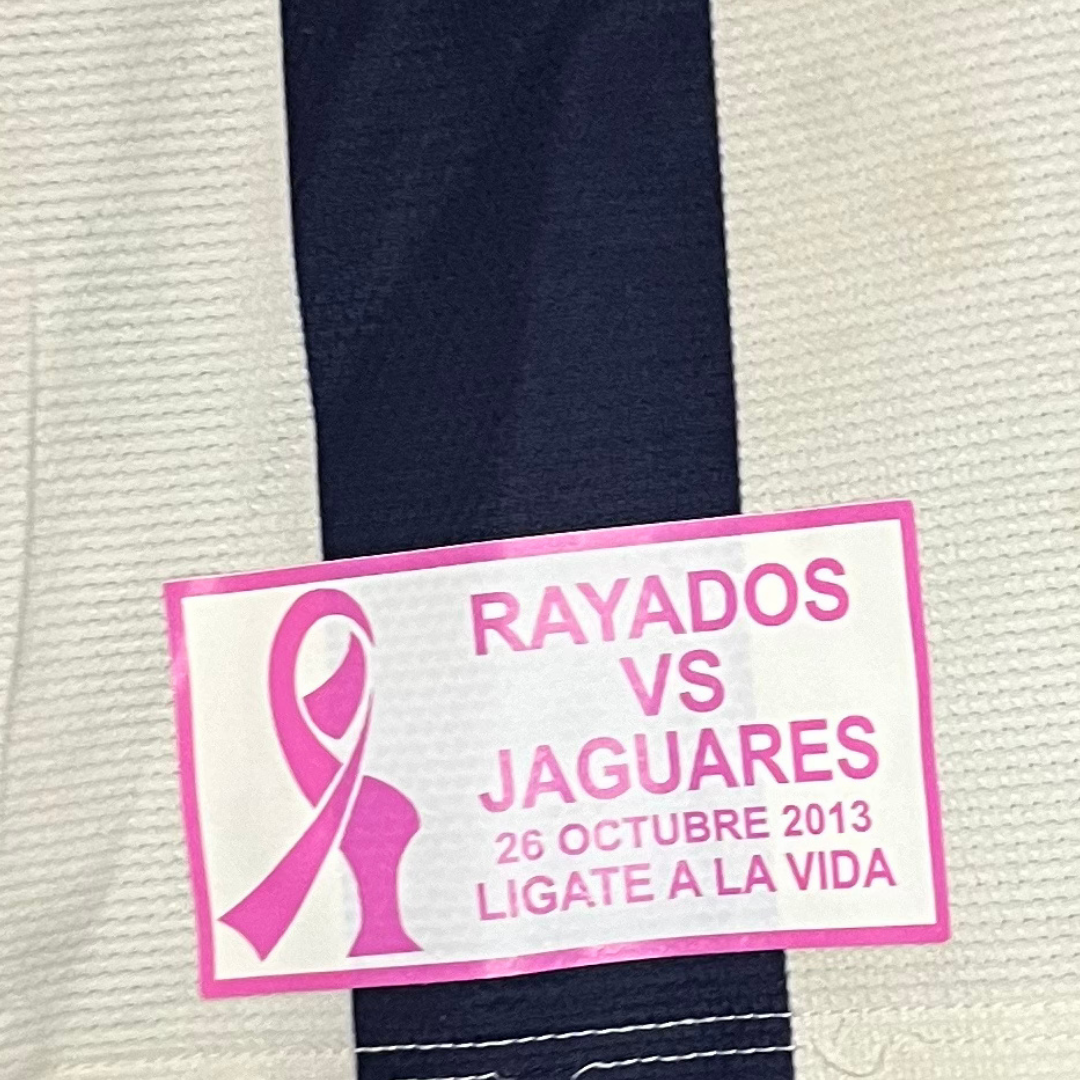 RAYADOS
VS
JAGUARES
26 OCTUBRE 2013
LIGATE A LA VIDA